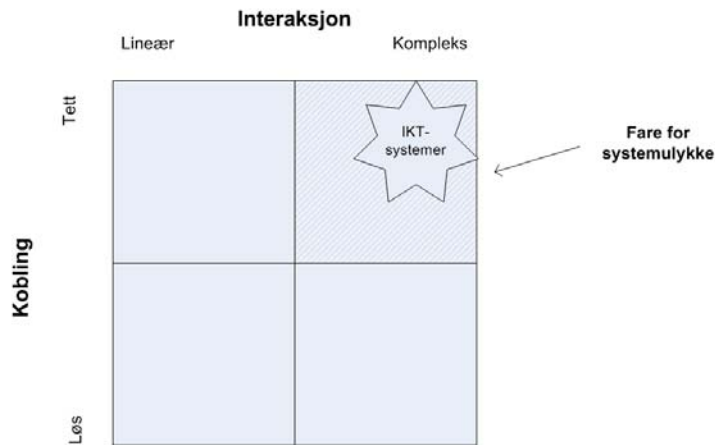 Interaksjon
Lineær
Kompleks
Tett
IKT-
systemer
Fare for
systemulykke
Kobling
Løs